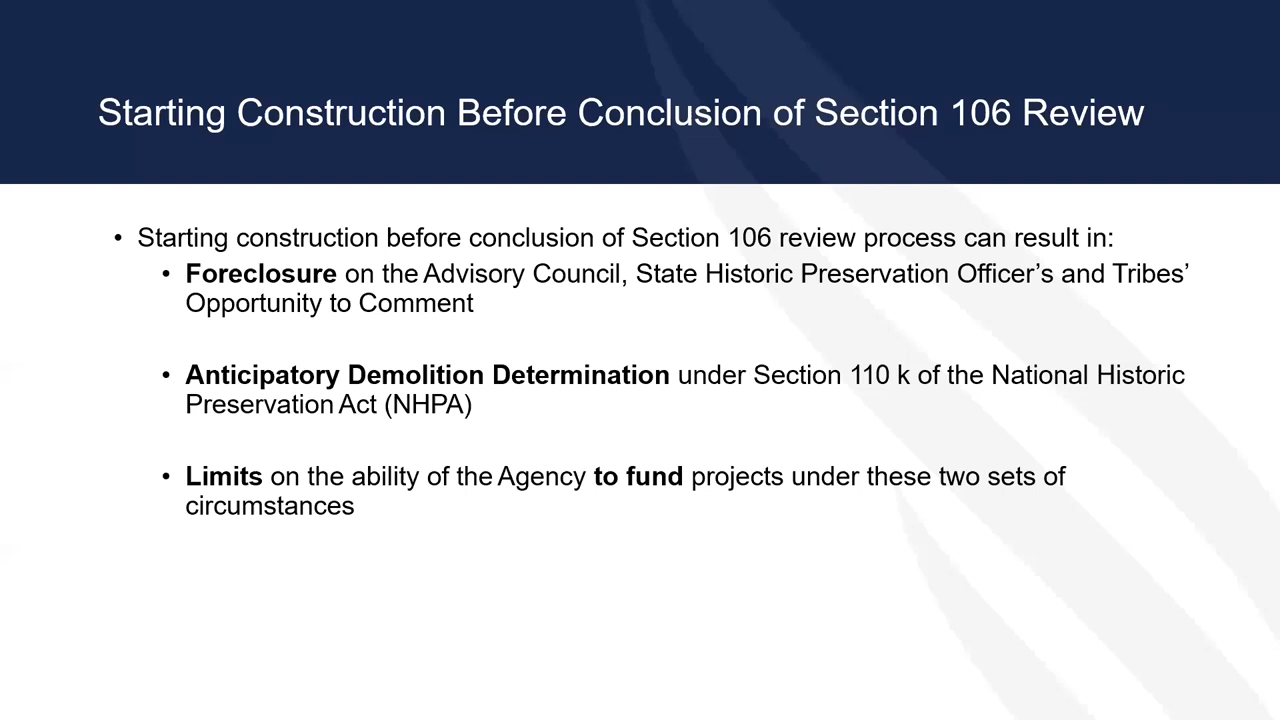 Starting Construction Before Conclusion of Section 106 Review
• Starting construction before conclusion of Section 106 review process can result in:
• Foreclosure on the Advisory Council, State Historic Preservation Officer’s and Tribes’
Opportunity to Comment
• Anticipatory Demolition Determination under Section 110 k of the National Historic
Preservation Act (NHPA)
• Limits on the ability of the Agency to fund projects under these two sets of
circumstances